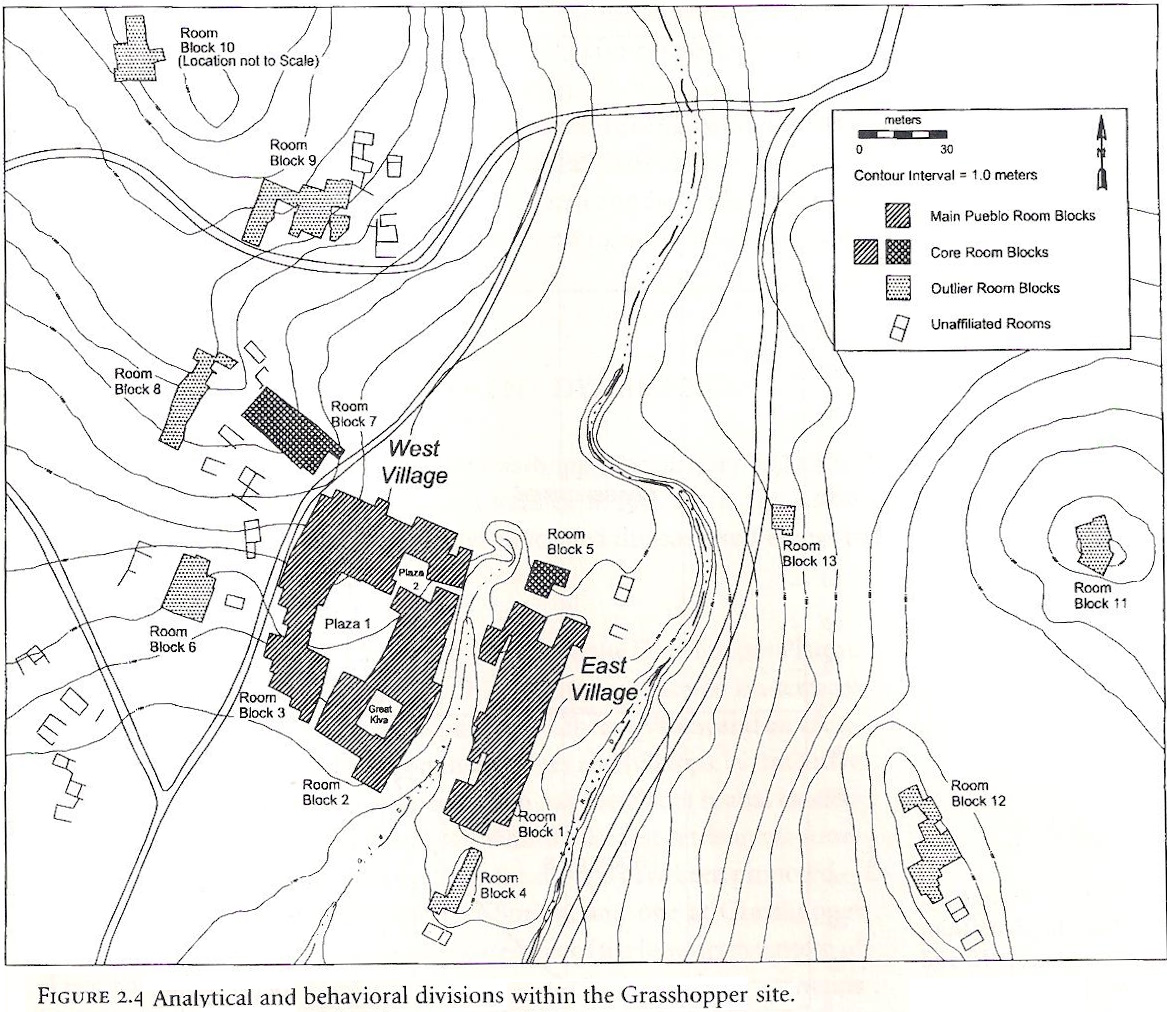 Room
Block 10
(Location not to Scale)
Room
Block 9
meters
0 30
N
Contour Interval = 1.0 meters
Main Pueblo Room Blocks
Core Room Blocks
Outlier Room Blocks
Unaffiliated Rooms
Room
Block 8
Room
Block 7
West
Village
Room
Block 5
Room
Block 13
Room
Block 11
Plaza
2
Plaza 1
Room
Block 6
East
Village
Room
Block 3
Great
Kiva
Room
Block 2
Room
Block 1
Room
Block 12
Room
Block 4
FIGURE 2.4 Analytical and behavioral divisions within the Grasshopper site.